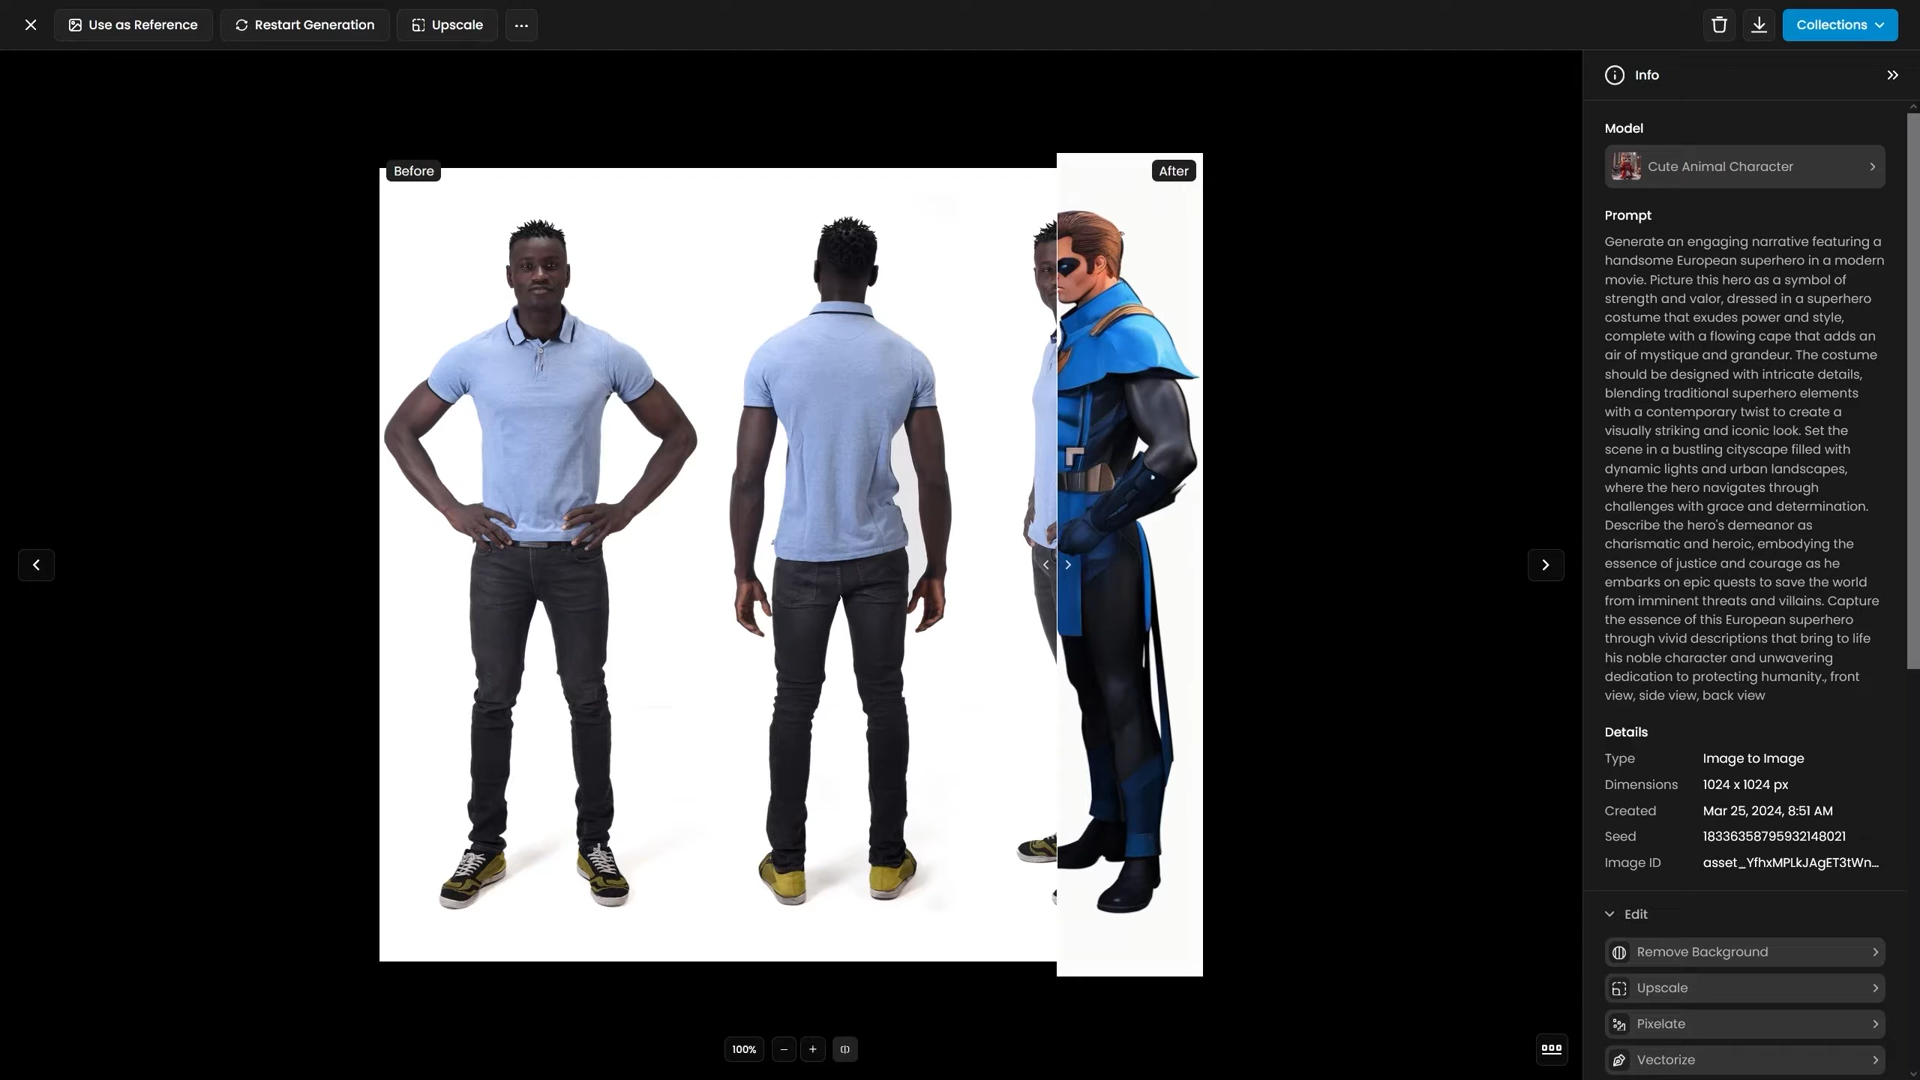 Use as Reference
Restart Generation
Upscale
Collections
Before
After
100%
Info
Model
Cute Animal Character
Prompt
Generate an engaging narrative featuring a
handsome European superhero in a modern
movie. Picture this hero as a symbol of
strength and valor, dressed in a superhero
costume that exudes power and style,
complete with a flowing cape that adds an
air of mystique and grandeur. The costume
should be designed with intricate details,
blending traditional superhero elements
with a contemporary twist to create a
visually striking and iconic look. Set the
scene in a bustling cityscape filled with
dynamic lights and urban landscapes,
where the hero navigates through
challenges with grace and determination.
Describe the hero's demeanor as
charismatic and heroic, embodying the
essence of justice and courage as he
embarks on epic quests to save the world
from imminent threats and villains. Capture
the essence of this European superhero
through vivid descriptions that bring to life
his noble character and unwavering
dedication to protecting humanity., front
view, side view, back view
Details
Type Image to Image
Dimensions 1024 x 1024 px
Created Mar 25, 2024, 8:51 AM
Seed 18336358795932148021
Image ID asset_YfhxMPLkJAgET3tWn...
Edit
Remove Background
Upscale
Pixelate
Vectorize